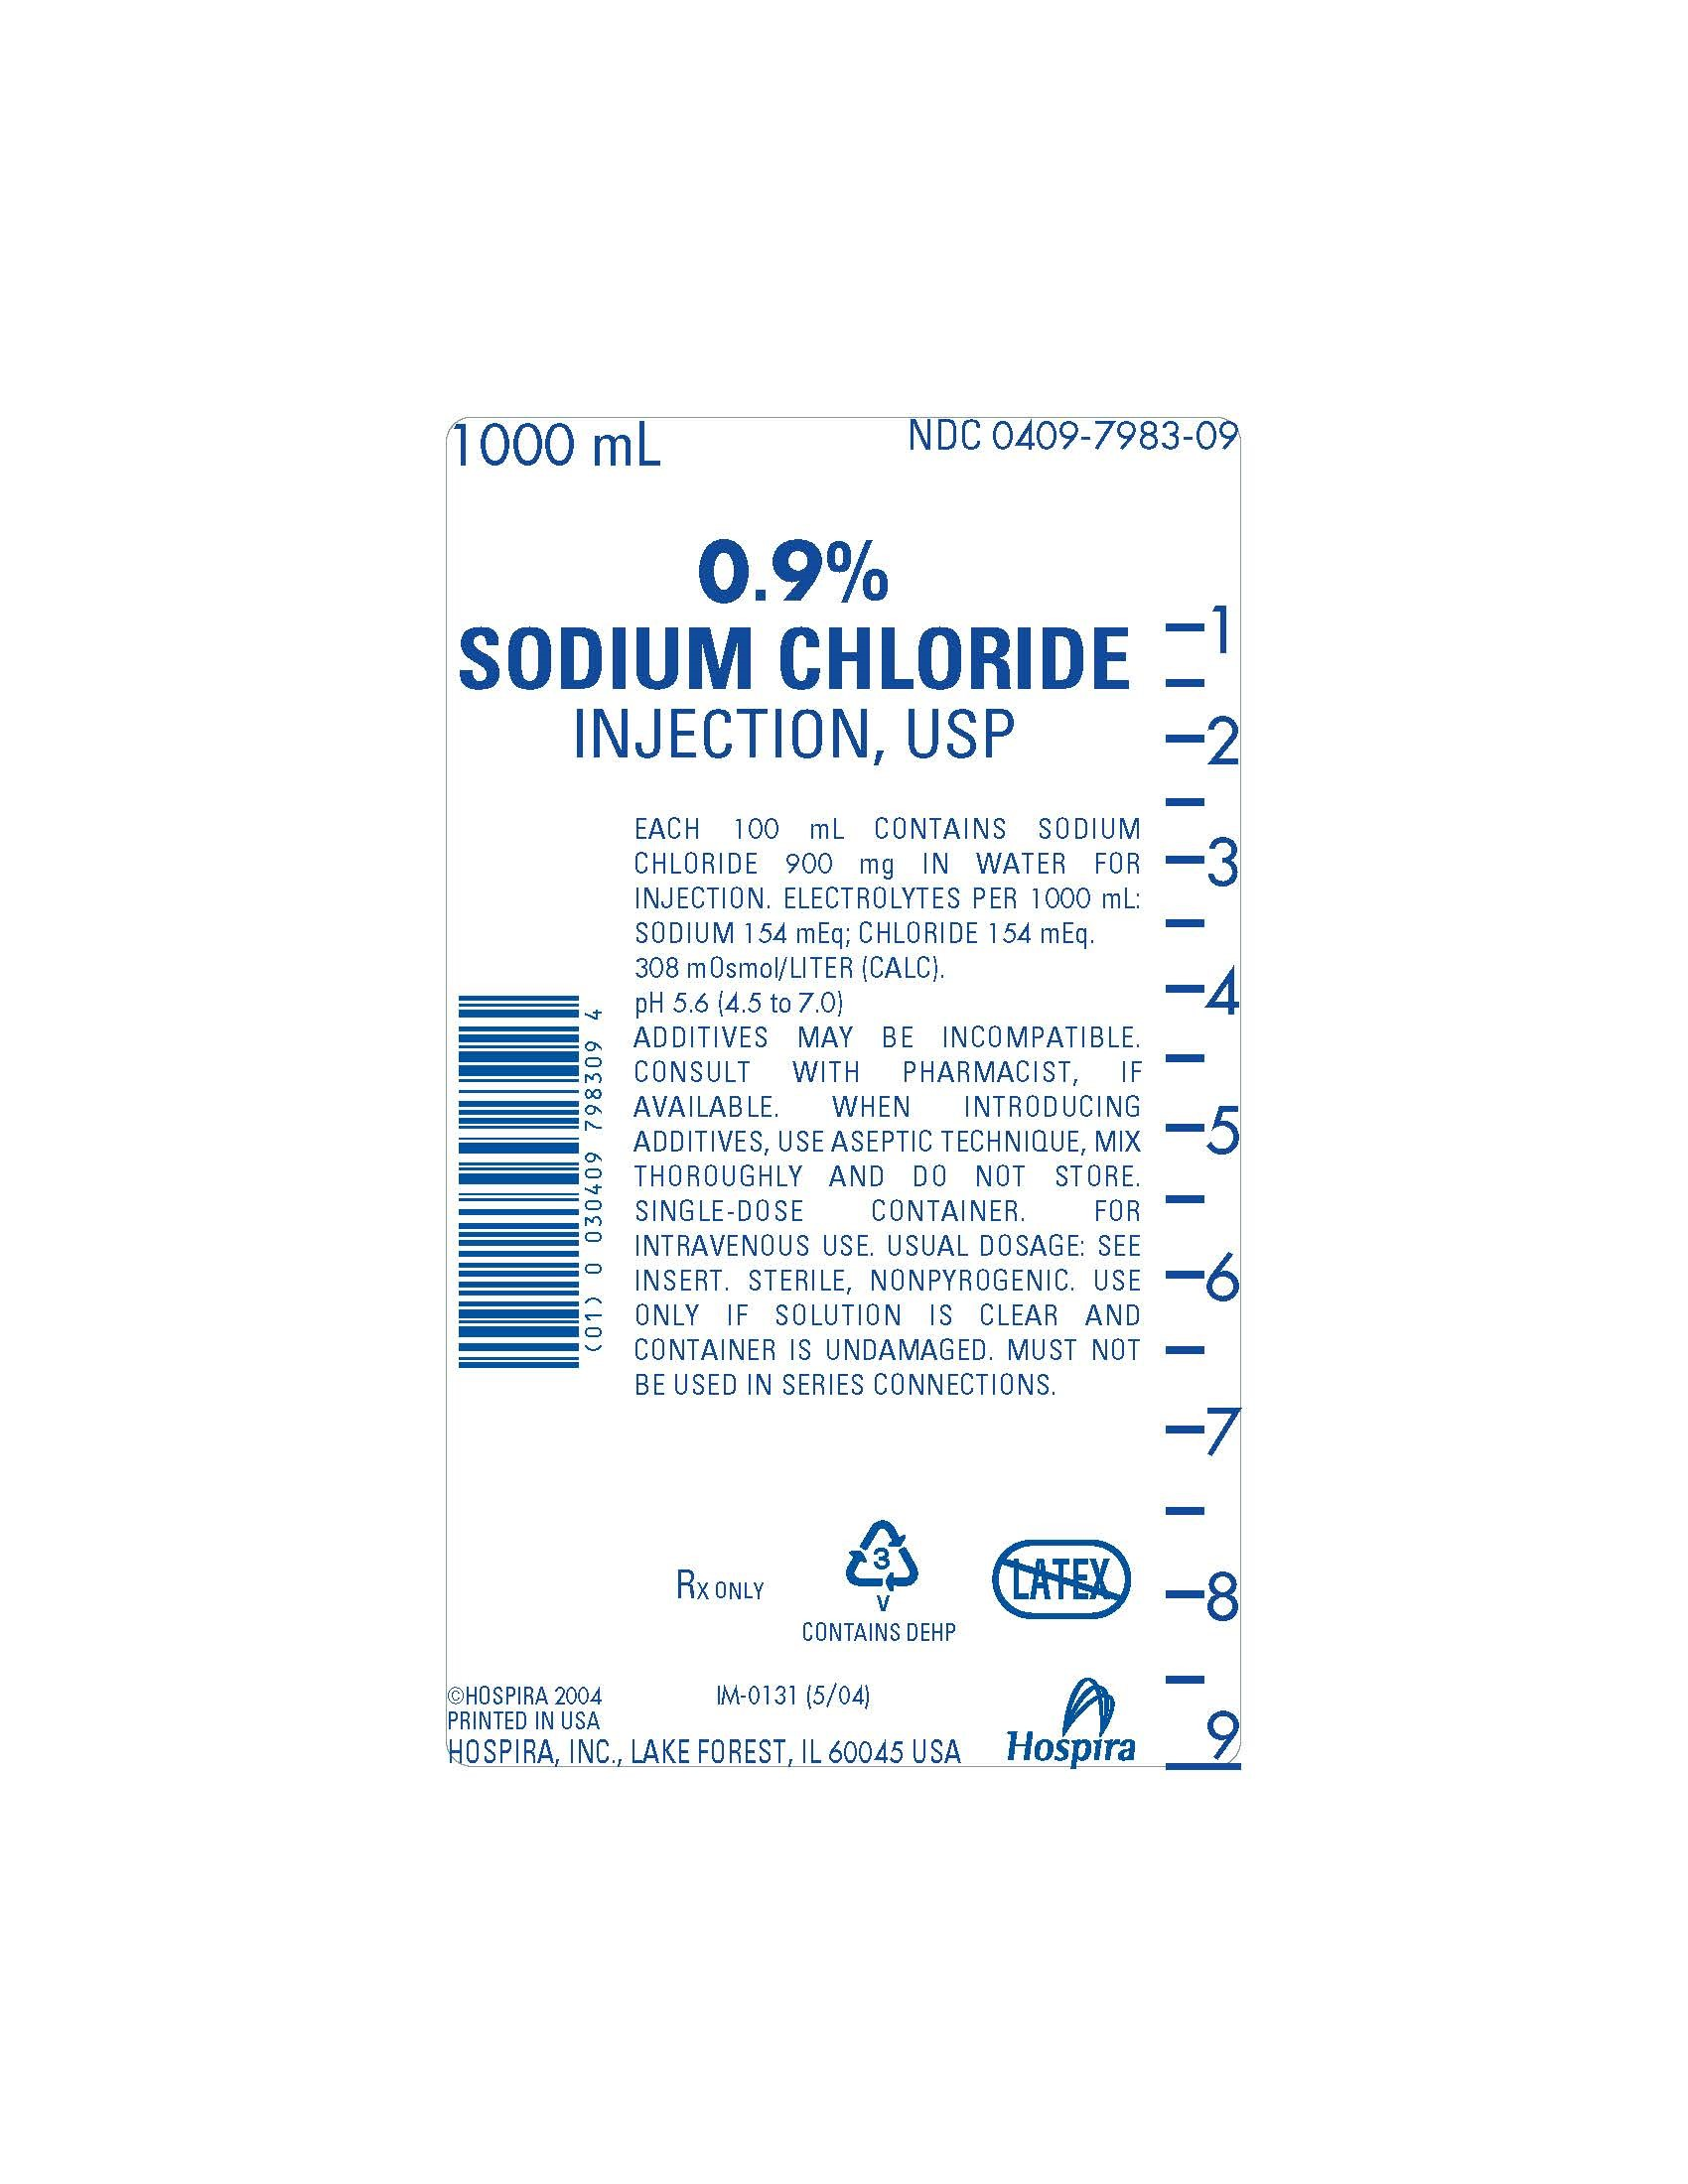 1000 mL
NDC 0409-7983-09
0.9%
SODIUM CHLORIDE
INJECTION, USP
EACH 100 mL CONTAINS SODIUM
CHLORIDE 900 mg IN WATER FOR
INJECTION. ELECTROLYTES PER 1000 mL:
SODIUM 154 mEq; CHLORIDE 154 mEq.
308 mOsmol/LITER (CALC).
pH 5.6 (4.5 to 7.0)
ADDITIVES MAY BE INCOMPATIBLE.
CONSULT WITH PHARMACIST, IF
AVAILABLE. WHEN INTRODUCING
ADDITIVES, USE ASEPTIC TECHNIQUE, MIX
THOROUGHLY AND DO NOT STORE.
SINGLE-DOSE CONTAINER. FOR
INTRAVENOUS USE. USUAL DOSAGE: SEE
INSERT. STERILE, NONPYROGENIC. USE
ONLY IF SOLUTION IS CLEAR AND
CONTAINER IS UNDAMAGED. MUST NOT
BE USED IN SERIES CONNECTIONS.
(01) 0 030409 798309 4
1
2
3
4
5
6
7
8
9
RX ONLY
3
V
CONTAINS DEHP
LATEX
©HOSPIRA 2004
PRINTED IN USA
IM-0131 (5/04)
HOSPIRA, INC., LAKE FOREST, IL 60045 USA
Hospira